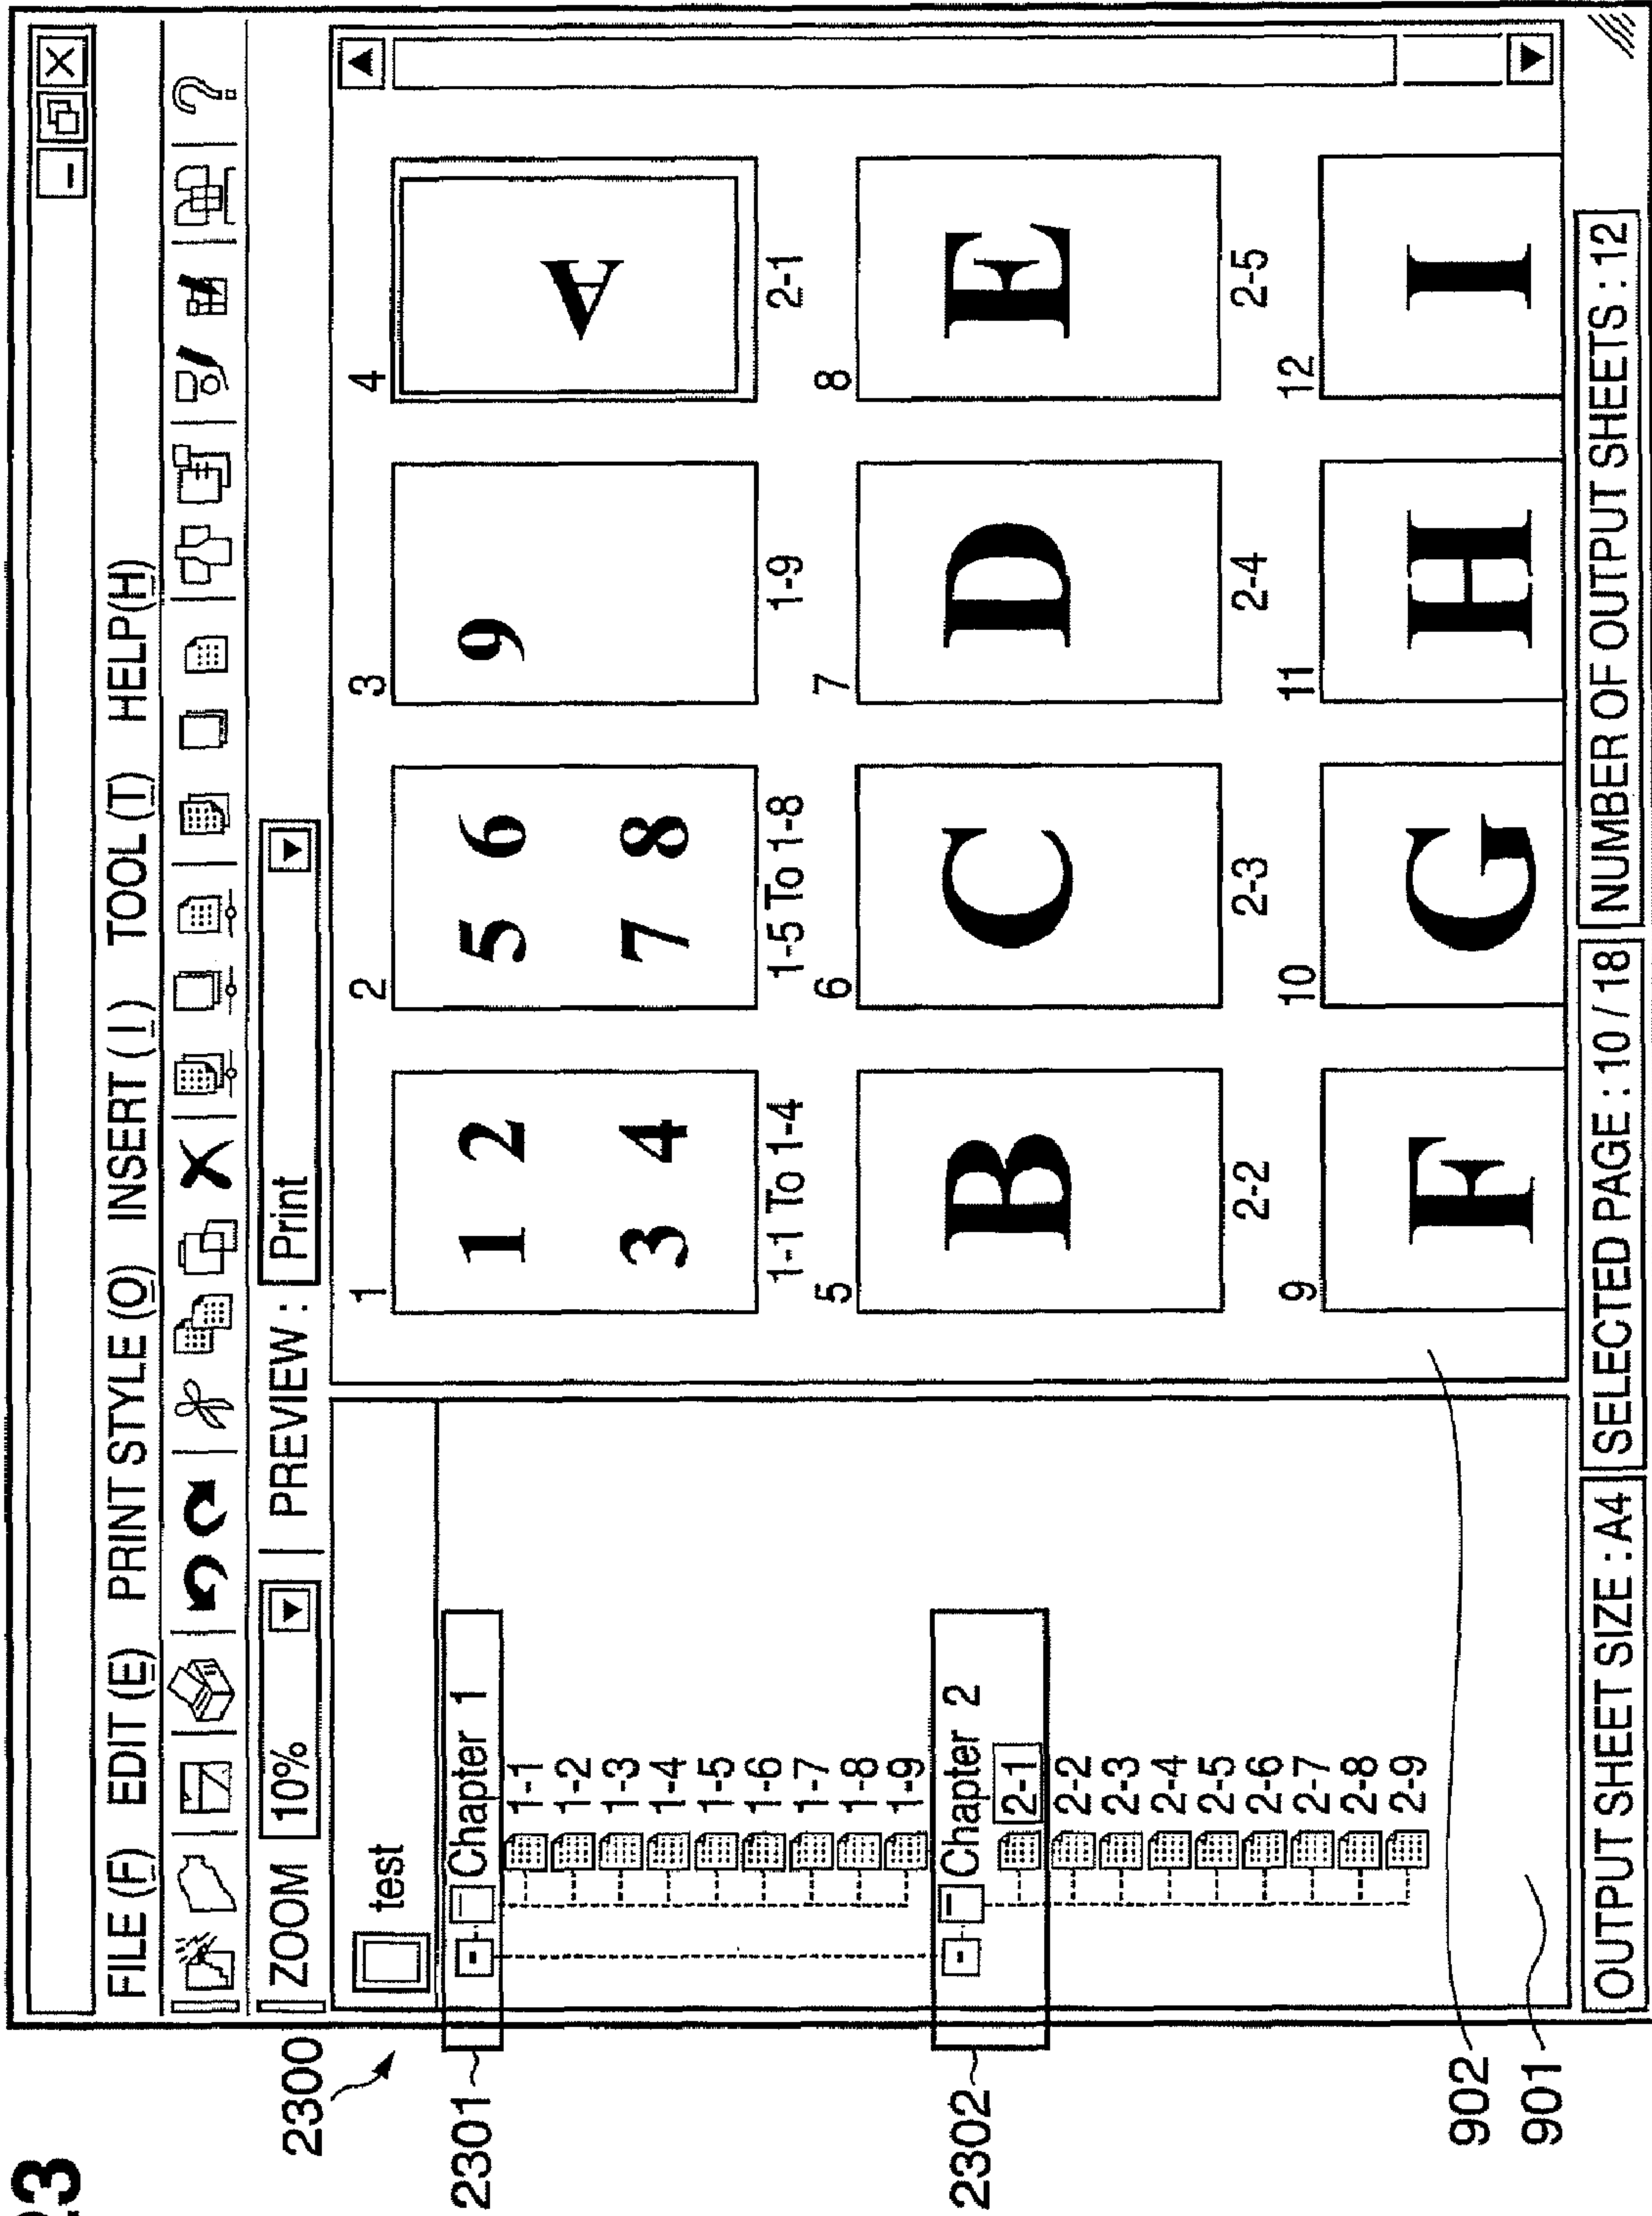 23
FILE (F) EDIT (E) PRINT STYLE (O) INSERT ( I ) TOOL (T) HELP(H)
?
ZOOM 10% PREVIEW : Print
2300
test
2301
Chapter 1
1-1
1-2
1-3
1-4
1-5
1-6
1-7
1-8
1-9
2302
Chapter 2
2-1
2-2
2-3
2-4
2-5
2-6
2-7
2-8
2-9
902
901
1 2 3 4
1 2 5 6 9 A
3 4 7 8
1-1 To 1-4 1-5 To 1-8 1-9 2-1
5 6 7 8
B C D E
2-2 2-3 2-4 2-5
9 10 11 12
F G H I
OUTPUT SHEET SIZE : A4 SELECTED PAGE : 10 / 18 NUMBER OF OUTPUT SHEETS : 12